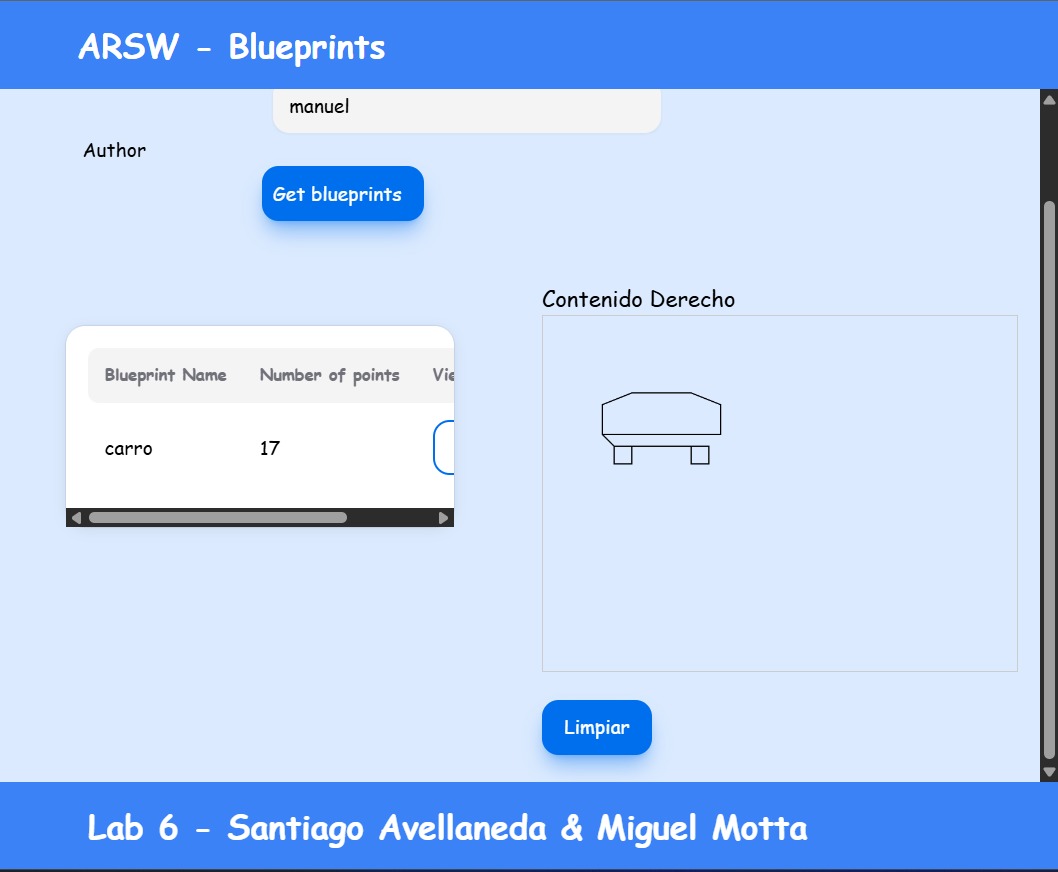 ARSW - Blueprints
manuel
Author
Get blueprints
Contenido Derecho
Blueprint Name Number of points Vie
carro 17
Limpiar
Lab 6 - Santiago Avellaneda & Miguel Motta